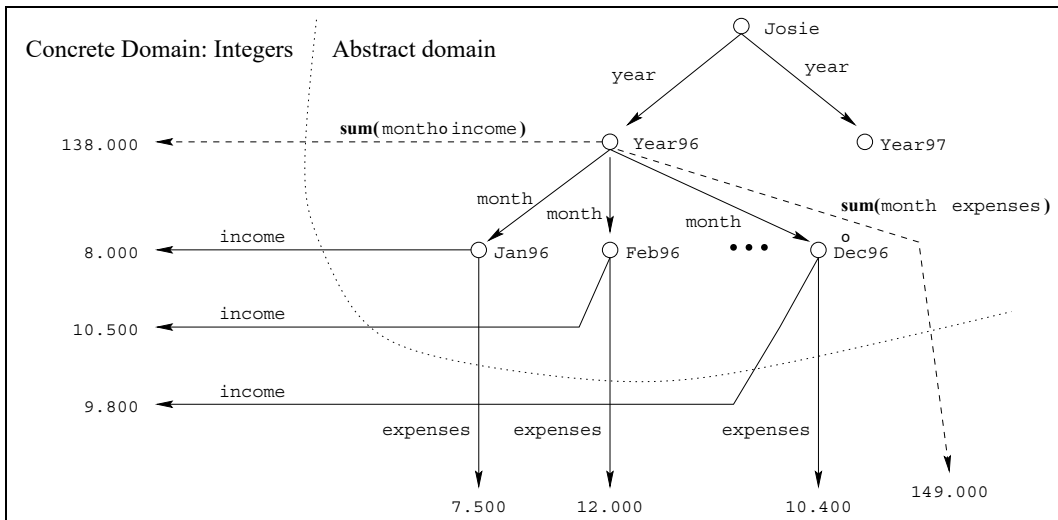 Josie
Concrete Domain: Integers
Abstract domain
year
year
sum(month o income)
138.000
Year96
Year97
month
month
month
sum(month expenses)
o
income
8.000
Jan96
Feb96
•••
Dec96
income
10.500
income
9.800
expenses
expenses
expenses
7.500
12.000
10.400
149.000